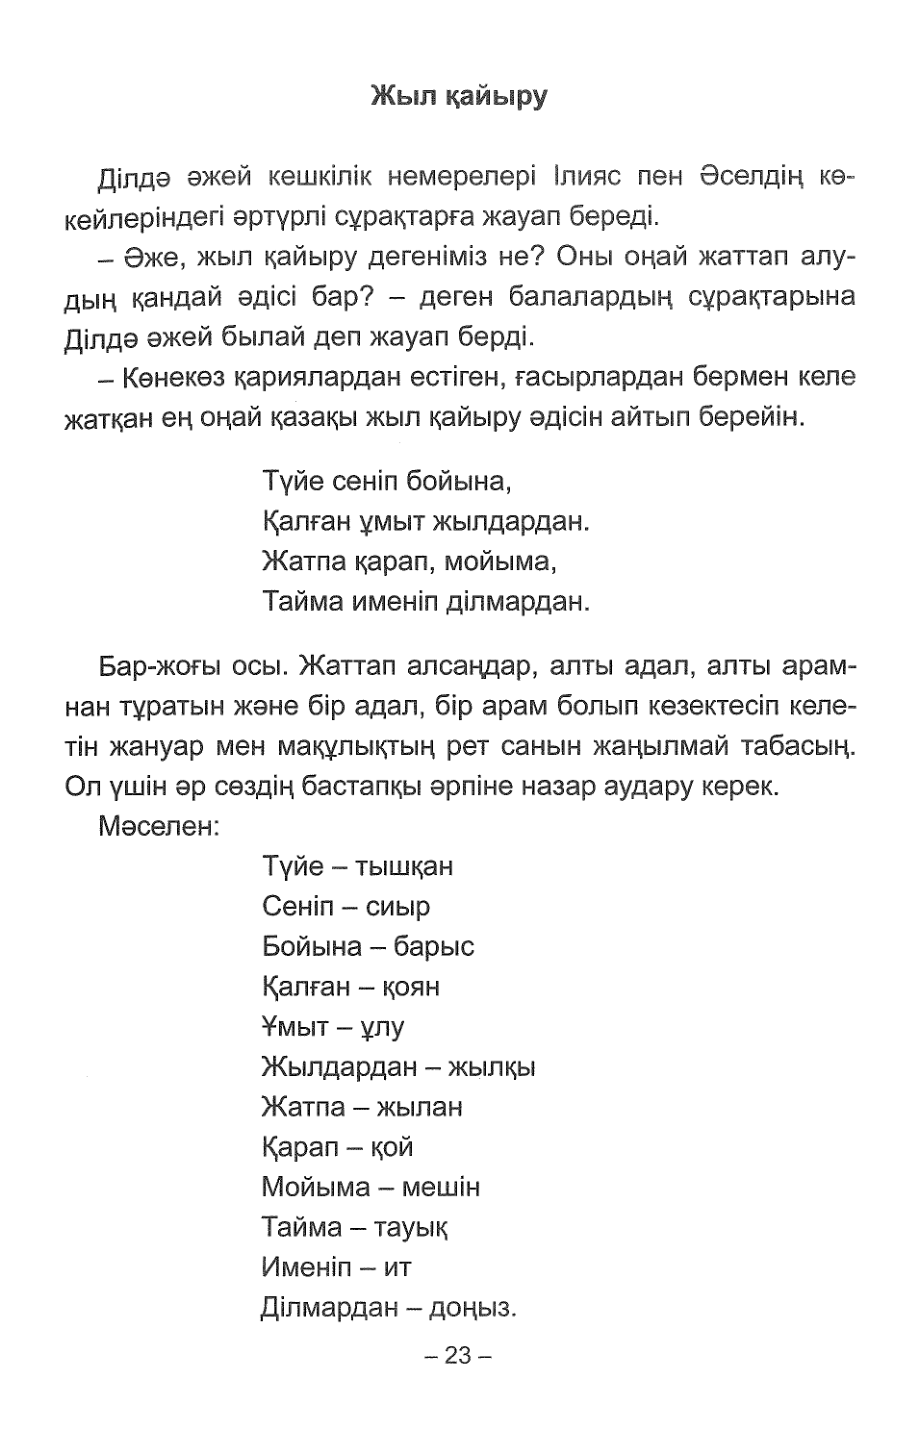 Жыл қайыру
Ділдә әжей кешкілік немерелері Ілияс пен Әселдің кө-
кейлеріндегі әртүрлі сұрақтарға жауап береді.
– Әже, жыл қайыру дегеніміз не? Оны оңай жаттап алу-
дың қандай әдісі бар? – деген балалардың сұрақтарына
Ділдә әжей былай деп жауап берді.
– Көнекөз қариялардан естіген, ғасырлардан бермен келе
жатқан ең оңай қазақы жыл қайыру әдісін айтып берейін.
Түйе сеніп бойына,
Қалған ұмыт жылдардан.
Жатпа қарап, мойыма,
Тайма именіп ділмардан.
Бар-жоғы осы. Жаттап алсаңдар, алты адал, алты арам-
нан тұратын және бір адал, бір арам болып кезектесіп келе-
тін жануар мен мақұлықтың рет санын жаңылмай табасың.
Ол үшін әр сөздің бастапқы әрпіне назар аудару керек.
Мәселен:
Түйе – тышқан
Сеніп – сиыр
Бойына – барыс
Қалған – қоян
Ұмыт – ұлу
Жылдардан – жылқы
Жатпа – жылан
Қарап – қой
Мойыма – мешін
Тайма – тауық
Именіп – ит
Ділмардан – доңыз.
– 23 –